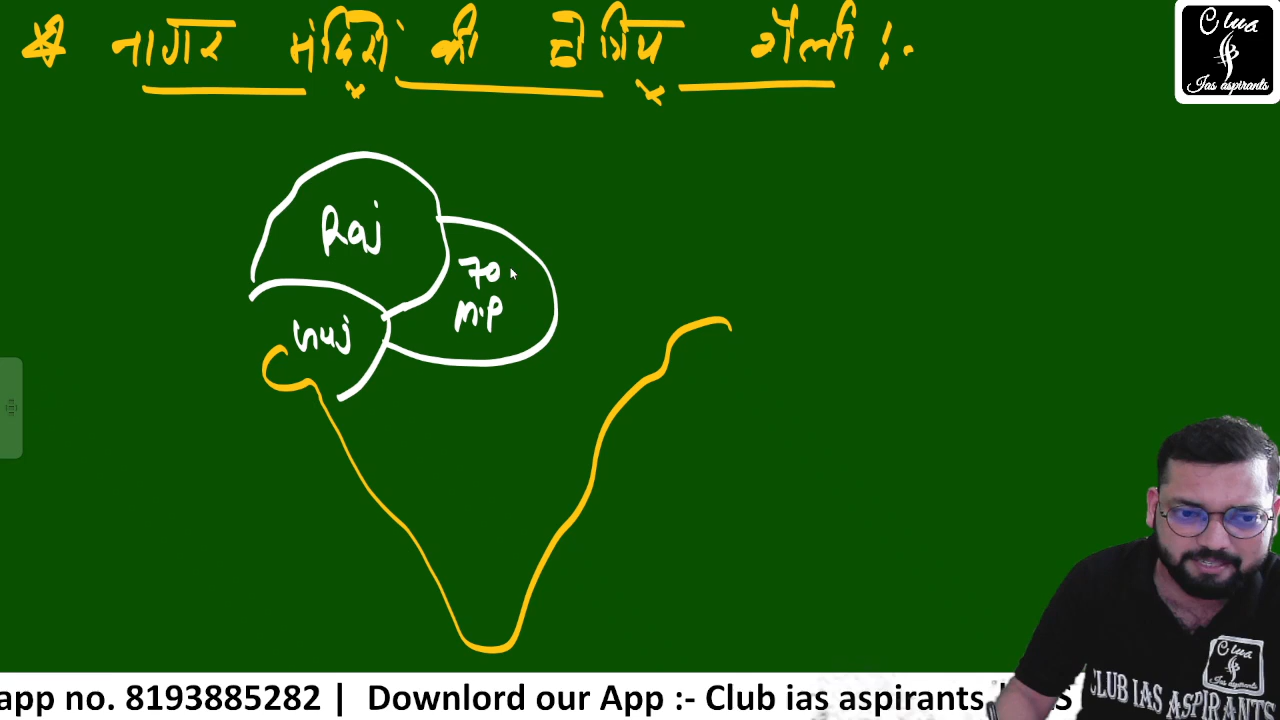 नागर मंदिरों की क्षेत्रिय शैली :-
Club
Ias aspirants
Raj
70
M.P
Guj
Club
CLUB IAS ASPIRANTS
app no. 8193885282 | Downlord our App :- Club ias aspirants